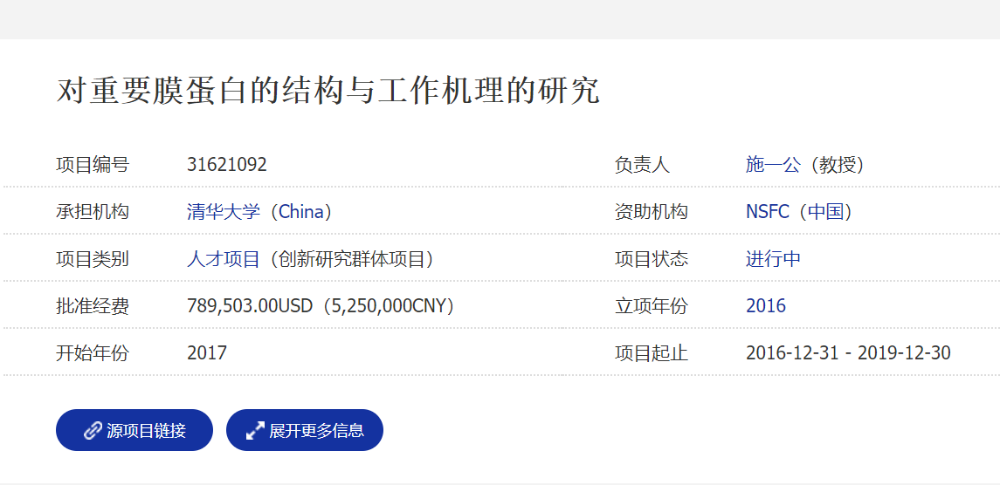 对重要膜蛋白的结构与工作机理的研究
项目编号 31621092 负责人 施一公（教授）
承担机构 清华大学（China） 资助机构 NSFC（中国）
项目类别 人才项目（创新研究群体项目） 项目状态 进行中
批准经费 789,503.00USD（5,250,000CNY） 立项年份 2016
开始年份 2017 项目起止 2016-12-31 - 2019-12-30
源项目链接 展开更多信息